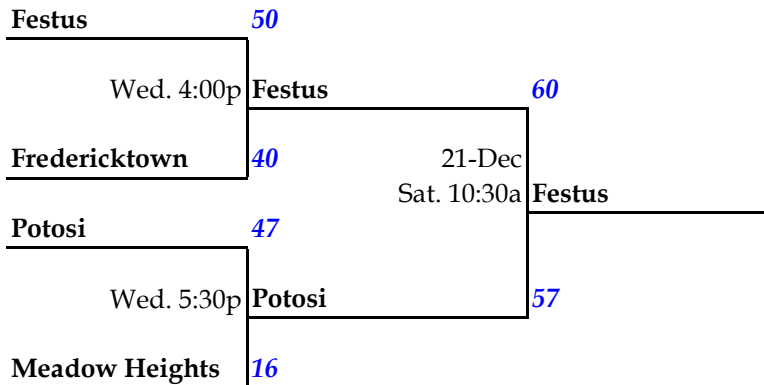 Festus 50
Wed. 4:00p Festus 60
Fredericktown 40 21-Dec
Sat. 10:30a Festus
Potosi 47
Wed. 5:30p Potosi 57
Meadow Heights 16